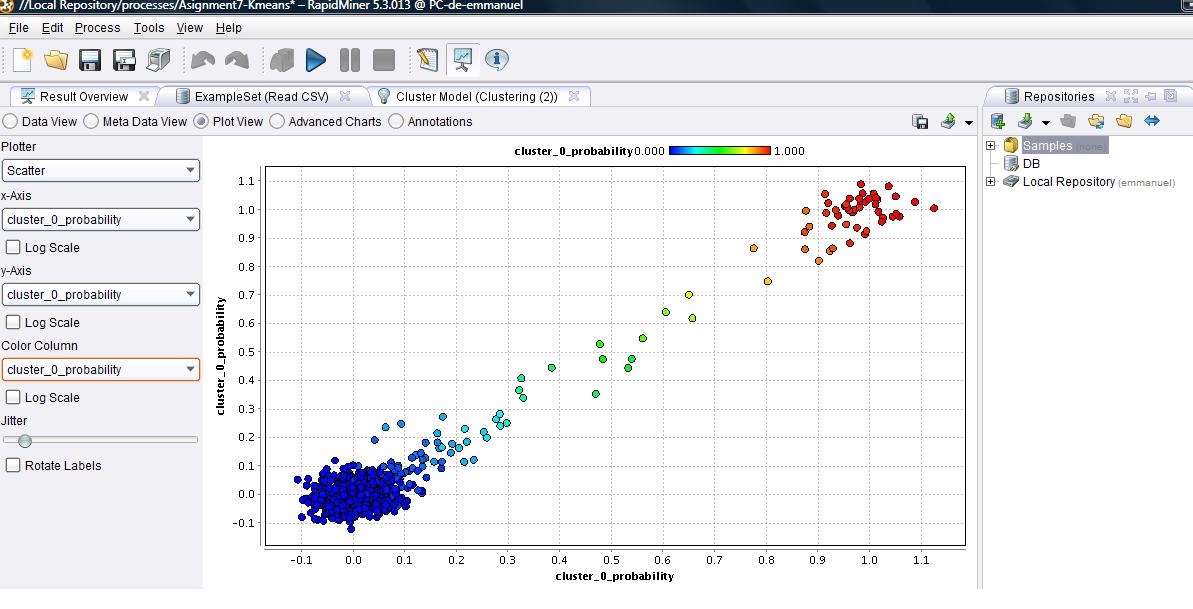 //Local Repository/processes/Asignment7-Kmeans* – RapidMiner 5.3.013 @ PC-de-emmanuel
File Edit Process Tools View Help
Result Overview ExampleSet (Read CSV) Cluster Model (Clustering (2)) Repositories
Data View Meta Data View Plot View Advanced Charts Annotations
Plotter
Scatter
x-Axis
cluster_0_probability
Log Scale
y-Axis
cluster_0_probability
Log Scale
Color Column
cluster_0_probability
Log Scale
Jitter
Rotate Labels
cluster_0_probability 0.000 1.000
1.1
1.0
0.9
0.8
0.7
0.6
0.5
0.4
0.3
0.2
0.1
0.0
-0.1
cluster_0_probability
-0.1 0.0 0.1 0.2 0.3 0.4 0.5 0.6 0.7 0.8 0.9 1.0 1.1
cluster_0_probability
Samples (none)
DB
Local Repository (emmanuel)